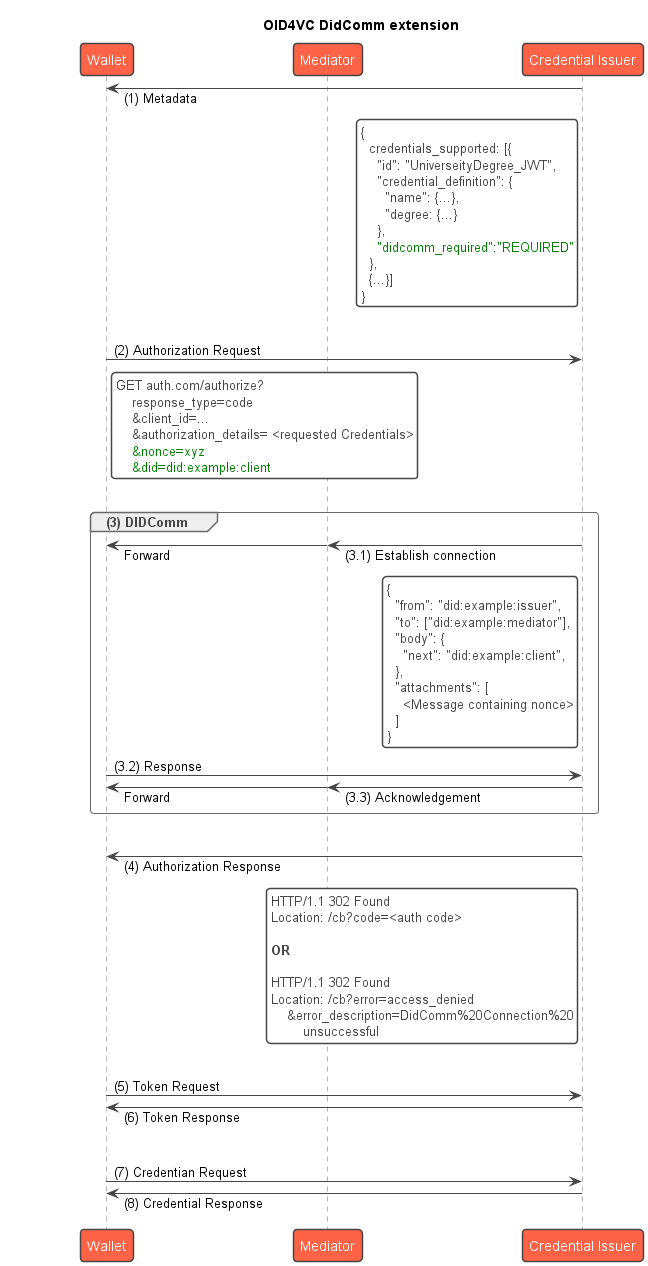 OID4VC DidComm extension
Wallet
Mediator
Credential Issuer
(1) Metadata
{
credentials_supported: [{
"id": "UniverseityDegree_JWT",
"credential_definition": {
"name": {...},
"degree: {...}
},
"didcomm_required":"REQUIRED"
},
{...}]
}
(2) Authorization Request
GET auth.com/authorize?
response_type=code
&client_id=...
&authorization_details= <requested Credentials>
&nonce=xyz
&did=did:example:client
(3) DIDComm
Forward
(3.1) Establish connection
{
"from": "did:example:issuer",
"to": ["did:example:mediator"],
"body": {
"next": "did:example:client",
},
"attachments": [
<Message containing nonce>
]
}
(3.2) Response
Forward
(3.3) Acknowledgement
(4) Authorization Response
HTTP/1.1 302 Found
Location: /cb?code=<auth code>
OR
HTTP/1.1 302 Found
Location: /cb?error=access_denied
&error_description=DidComm%20Connection%20
unsuccessful
(5) Token Request
(6) Token Response
(7) Credentian Request
(8) Credential Response
Wallet
Mediator
Credential Issuer